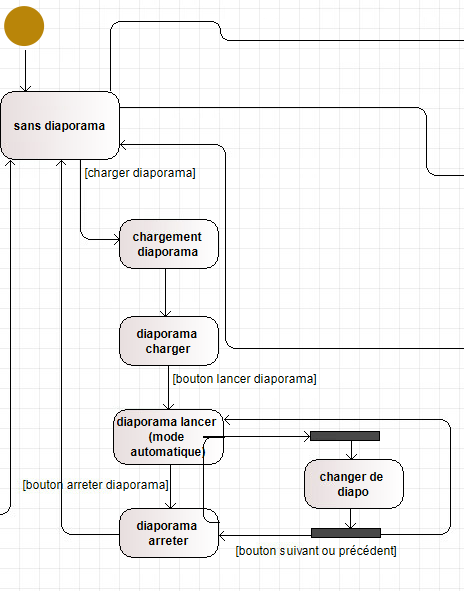 sans diaporama
[charger diaporama]
chargement
diaporama
diaporama
charger
[bouton lancer diaporama]
diaporama lancer
(mode
automatique)
changer de
diapo
[bouton arreter diaporama]
diaporama
arreter
[bouton suivant ou précédent]